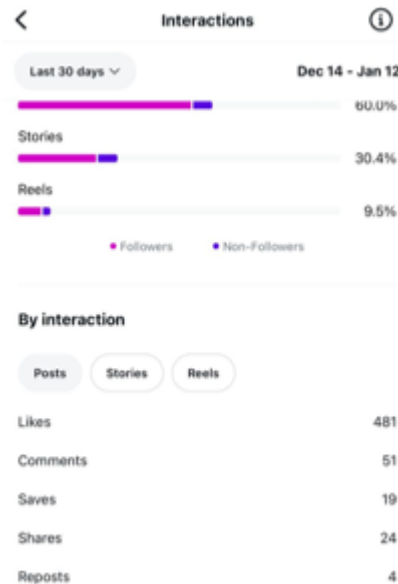 Interactions
Last 30 days Dec 14 - Jan 12
60.0%
Stories
30.4%
Reels
9.5%
Followers Non-Followers
By interaction
Posts Stories Reels
Likes 481
Comments 51
Saves 19
Shares 24
Reposts 4